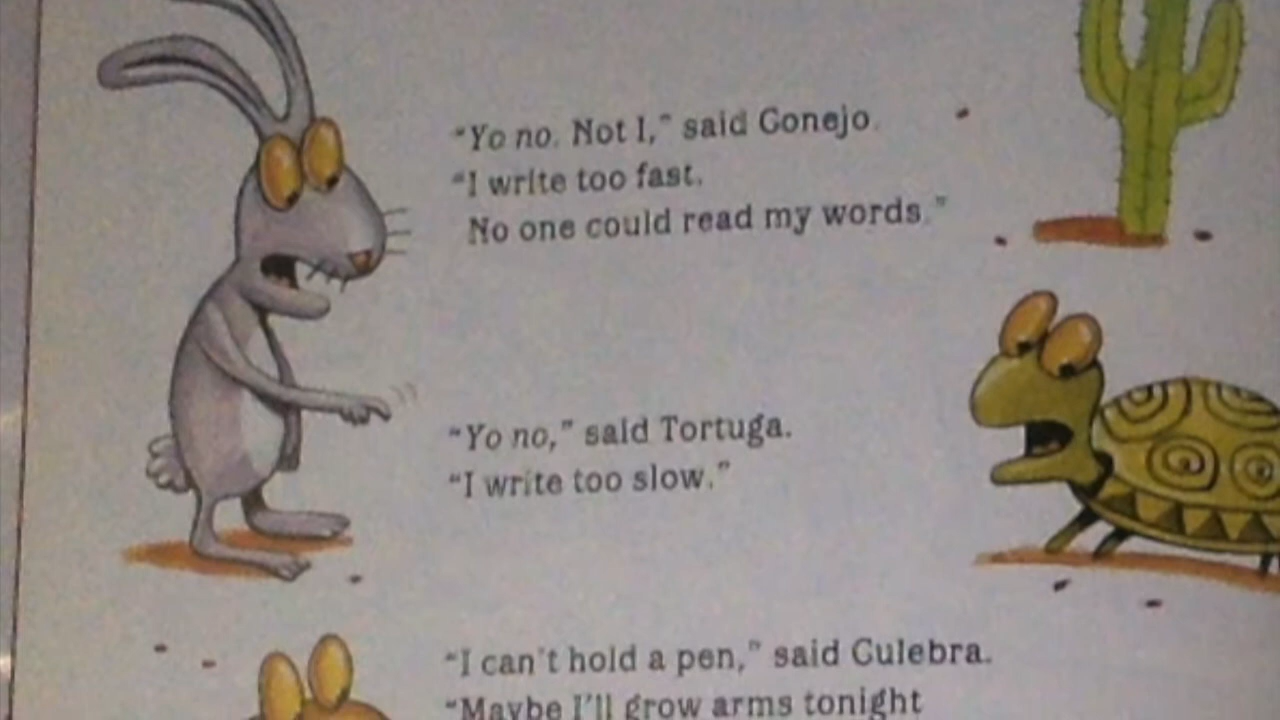 “Yo no. Not I,” said Conejo.
“I write too fast.
No one could read my words.”
“Yo no,” said Tortuga.
“I write too slow.”
“I can't hold a pen,” said Culebra.
“Maybe I'll grow arms tonight